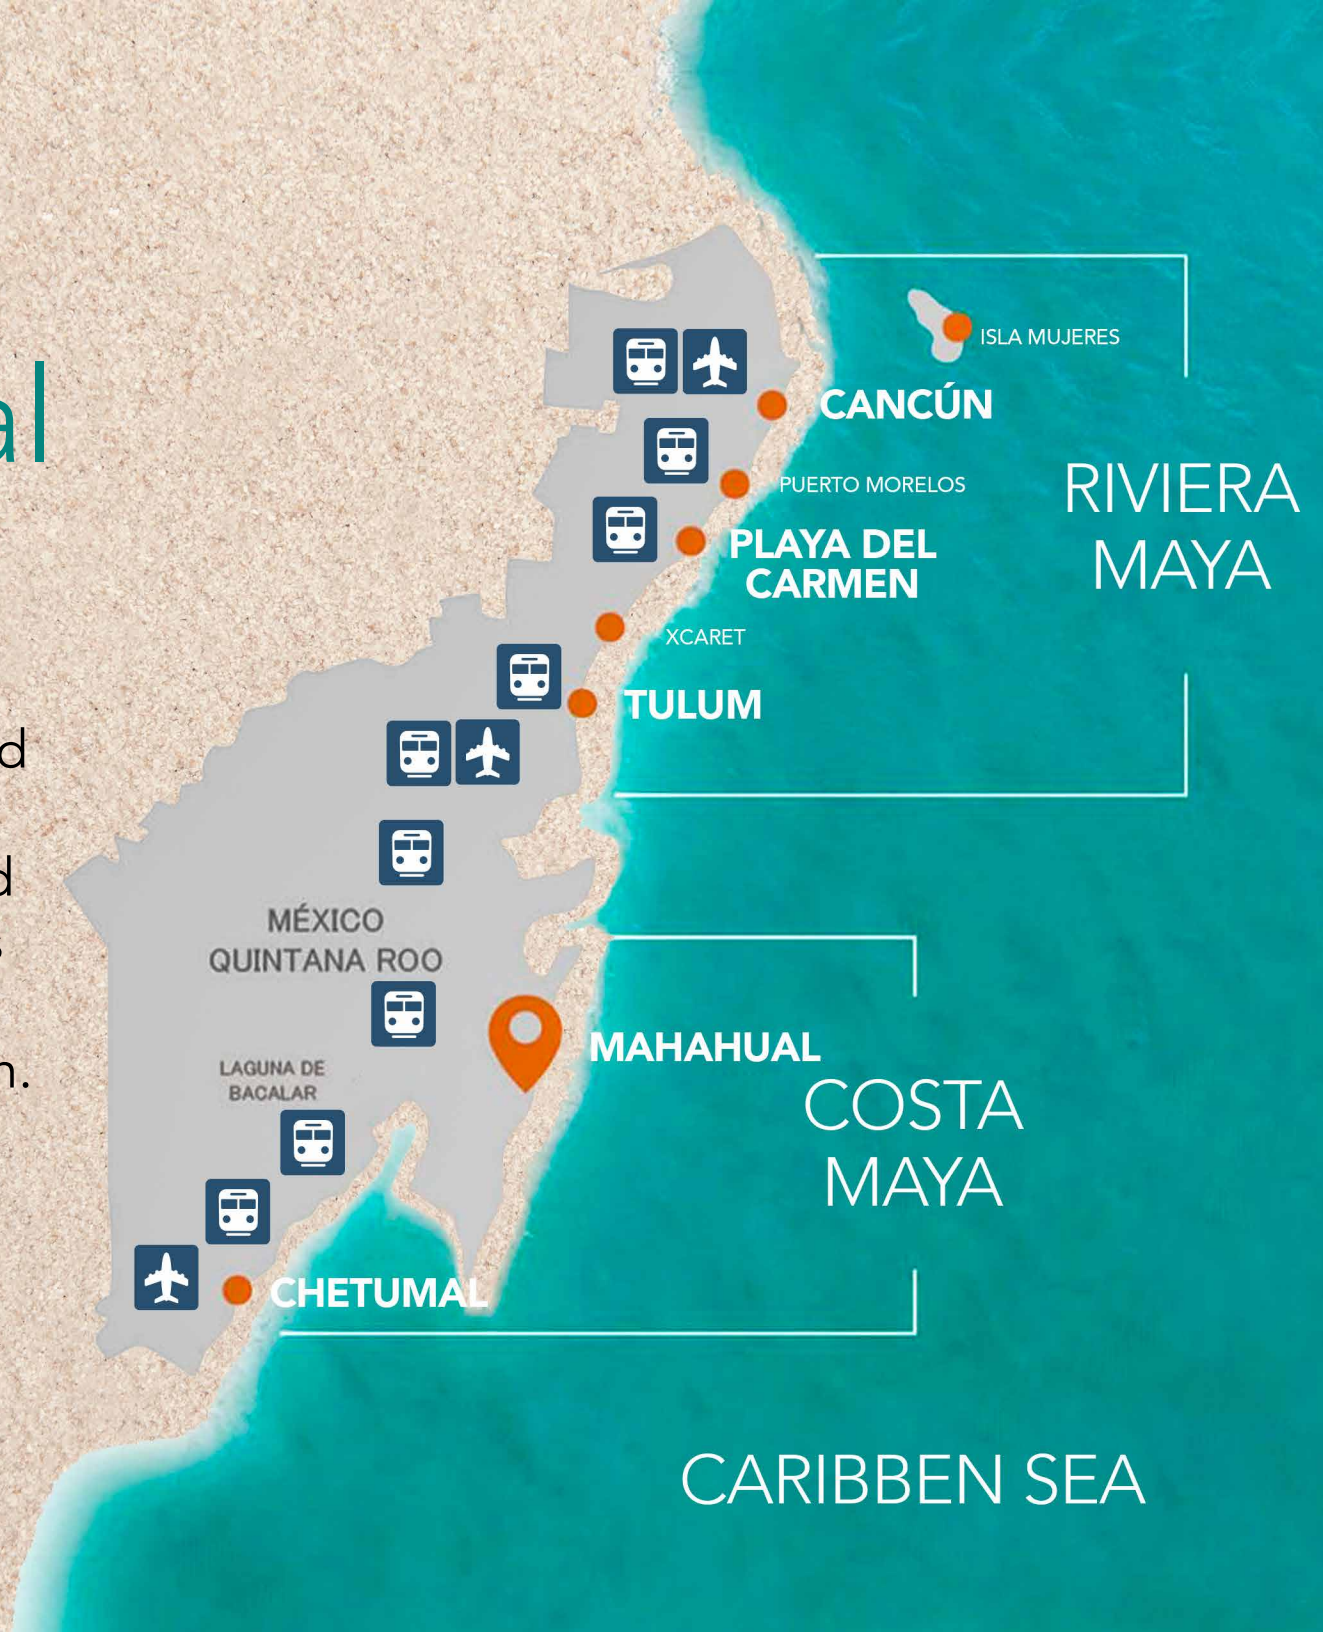 al
ISLA MUJERES
CANCÚN
RIVIERA
MAYA
PUERTO MORELOS
PLAYA DEL
CARMEN
XCARET
TULUM
d
d
MÉXICO
QUINTANA ROO
MAHAHUAL
LAGUNA DE
BACALAR
n.
COSTA
MAYA
CHETUMAL
CARIBBEN SEA